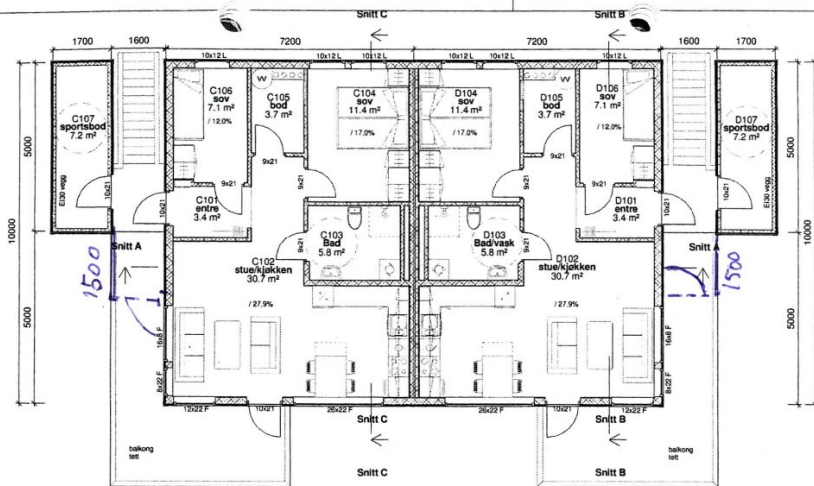 Snitt C
Snitt B
1700 1600 7200 7200 1600 1700
10x12 L 10x12 L 10x12 L 10x12 L 10x12 L 10x12 L
C107
sportsbod
7.2 m²
EI30 vegg
10x21
10x21
C106
sov
7.1 m²
/ 12,0%
C105
bod
3.7 m²
VV
C104
sov
11.4 m²
/ 17,0%
D104
sov
11.4 m²
/ 17,0%
D105
bod
3.7 m²
VV
D106
sov
7.1 m²
/ 12,0%
D107
sportsbod
7.2 m²
EI30 vegg
10x21
10x21
9x21
9x21
9x21
9x21
9x21
9x21
C101
entre
3.4 m²
D101
entre
3.4 m²
C103
Bad
5.8 m²
9x21
D103
Bad/vask
5.8 m²
9x21
C102
stue/kjøkken
30.7 m²
/ 27,9%
D102
stue/kjøkken
30.7 m²
/ 27,9%
5000
10000
5000
5000
10000
5000
Snitt A
Snitt A
1500
1500
16x8 F
8x22 F
16x8 F
8x22 F
12x22 F 10x21 26x22 F 26x22 F 10x21 12x22 F
Snitt C
Snitt B
balkong
tett
balkong
tett
Snitt C
Snitt B